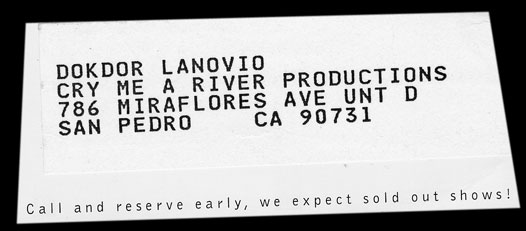 DOKDOR LANOVIO
CRY ME A RIVER PRODUCTIONS
786 MIRAFLORES AVE UNT D
SAN PEDRO CA 90731
Call and reserve early, we expect sold out shows!